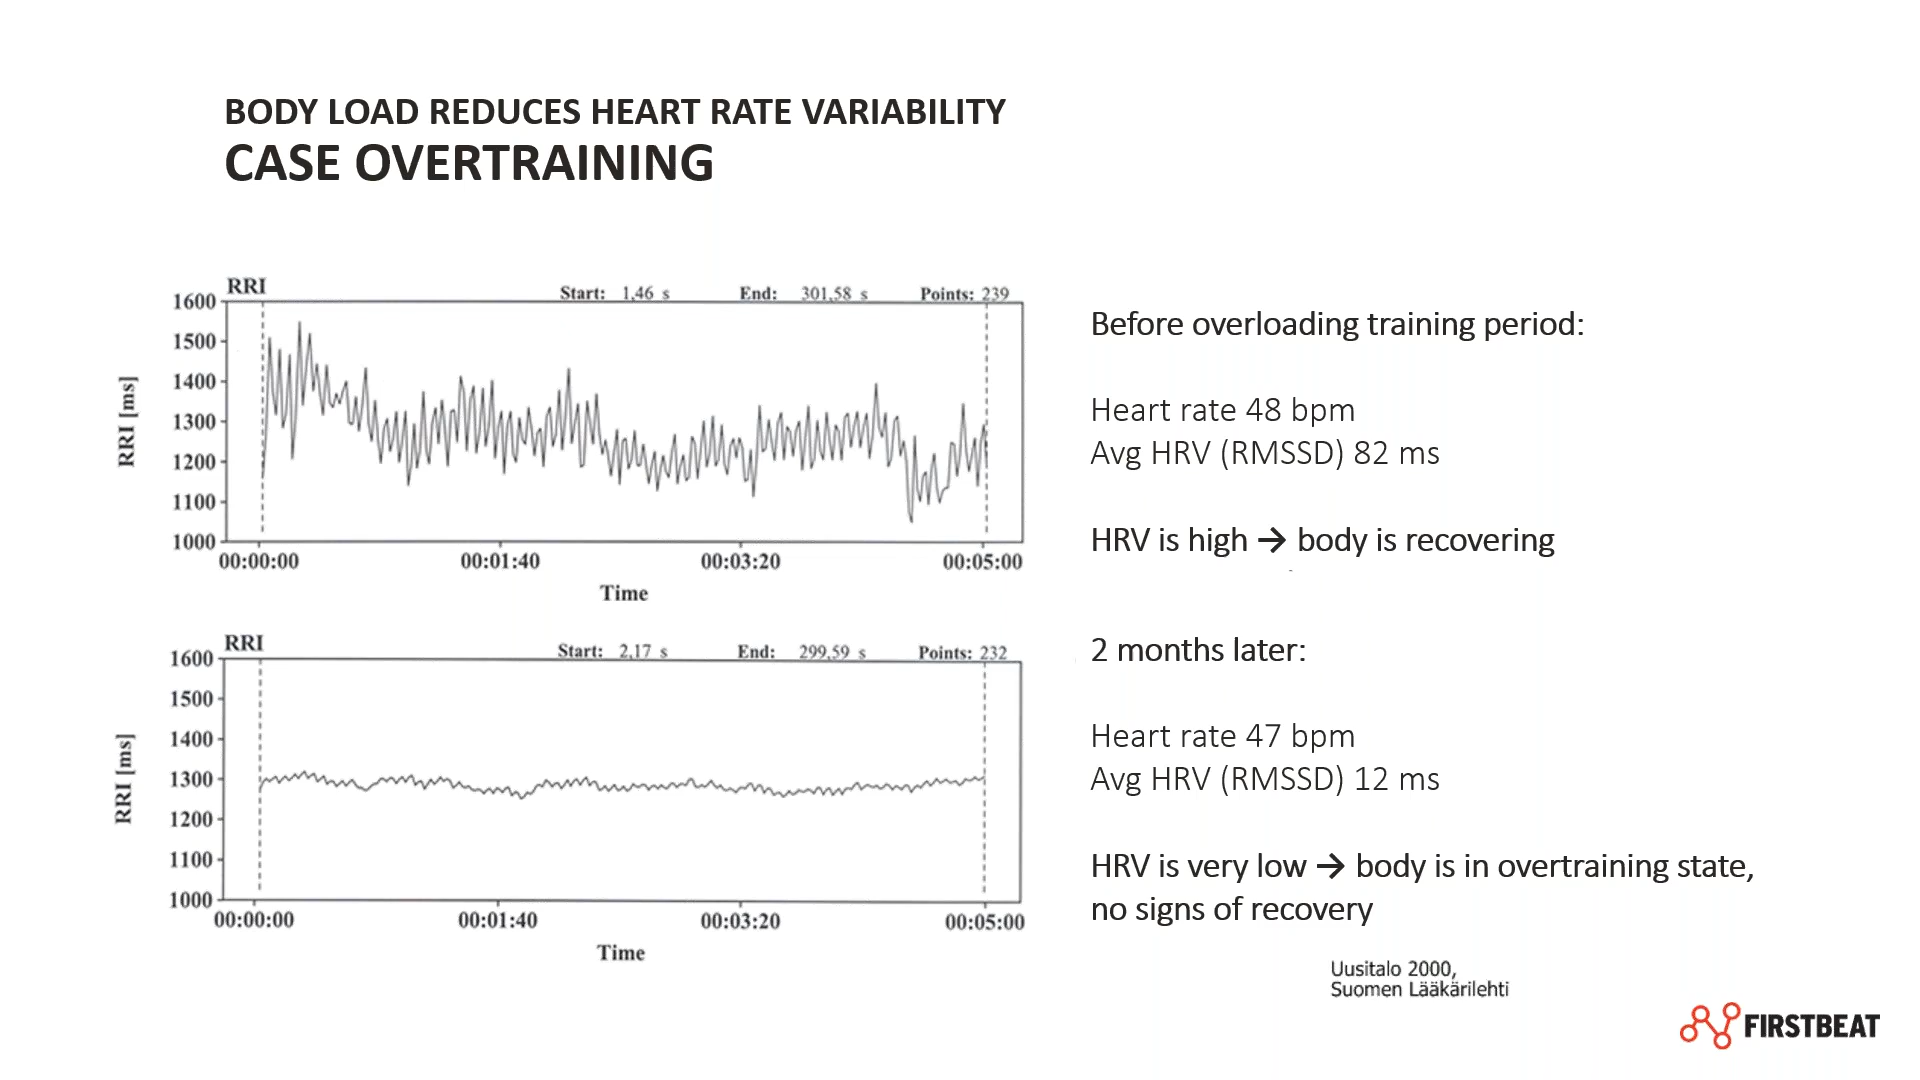 BODY LOAD REDUCES HEART RATE VARIABILITY
CASE OVERTRAINING
RRI
Start: 1,46 s End: 301,58 s Points: 239
1600
1500
1400
1300
1200
1100
1000
RRI [ms]
00:00:00 00:01:40 00:03:20 00:05:00
Time
Before overloading training period:
Heart rate 48 bpm
Avg HRV (RMSSD) 82 ms
HRV is high → body is recovering
RRI
Start: 2,17 s End: 299,59 s Points: 232
1600
1500
1400
1300
1200
1100
1000
RRI [ms]
00:00:00 00:01:40 00:03:20 00:05:00
Time
2 months later:
Heart rate 47 bpm
Avg HRV (RMSSD) 12 ms
HRV is very low → body is in overtraining state,
no signs of recovery
Uusitalo 2000,
Suomen Lääkärilehti
FIRSTBEAT